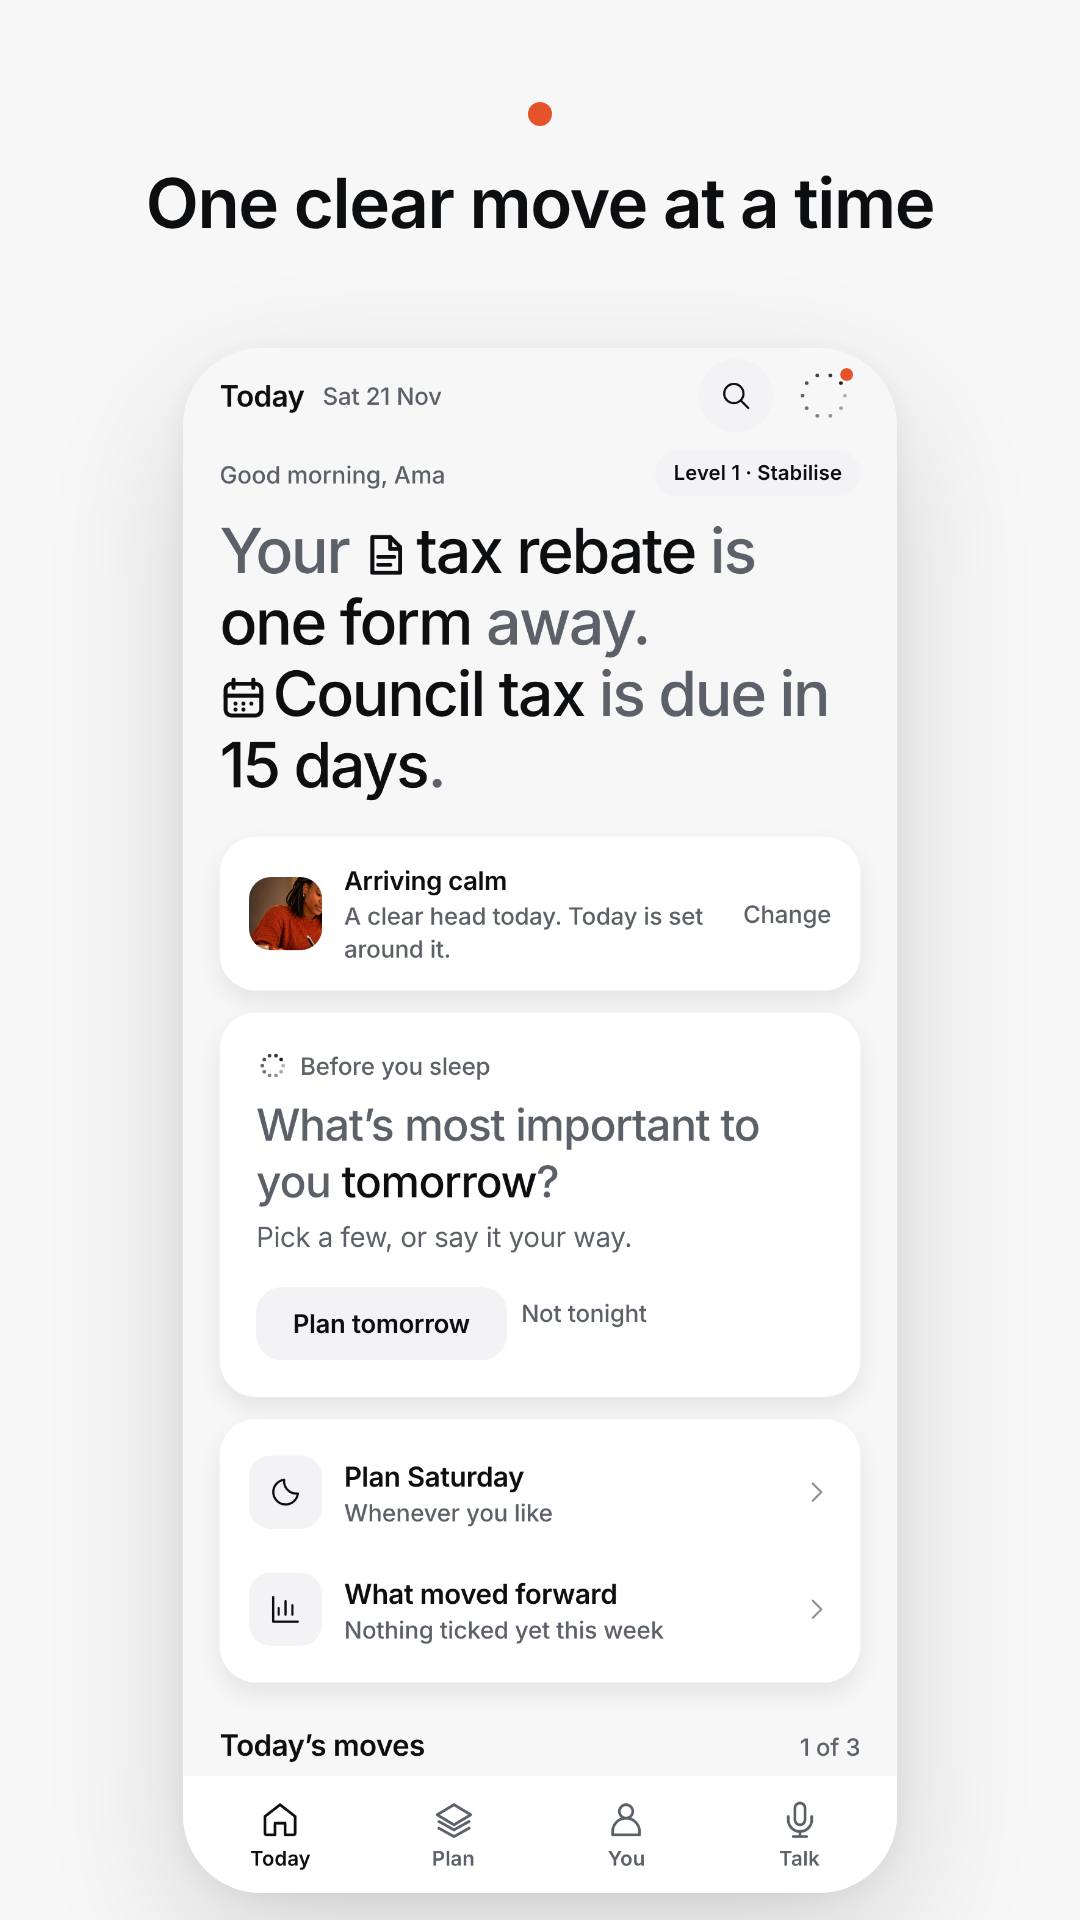 One clear move at a time
Today Sat 21 Nov
Good morning, Ama
Level 1 · Stabilise
Your tax rebate is
one form away.
Council tax is due in
15 days.
Arriving calm
A clear head today. Today is set
around it.
Change
Before you sleep
What’s most important to
you tomorrow?
Pick a few, or say it your way.
Plan tomorrow
Not tonight
Plan Saturday
Whenever you like
What moved forward
Nothing ticked yet this week
Today’s moves
1 of 3
Today
Plan
You
Talk